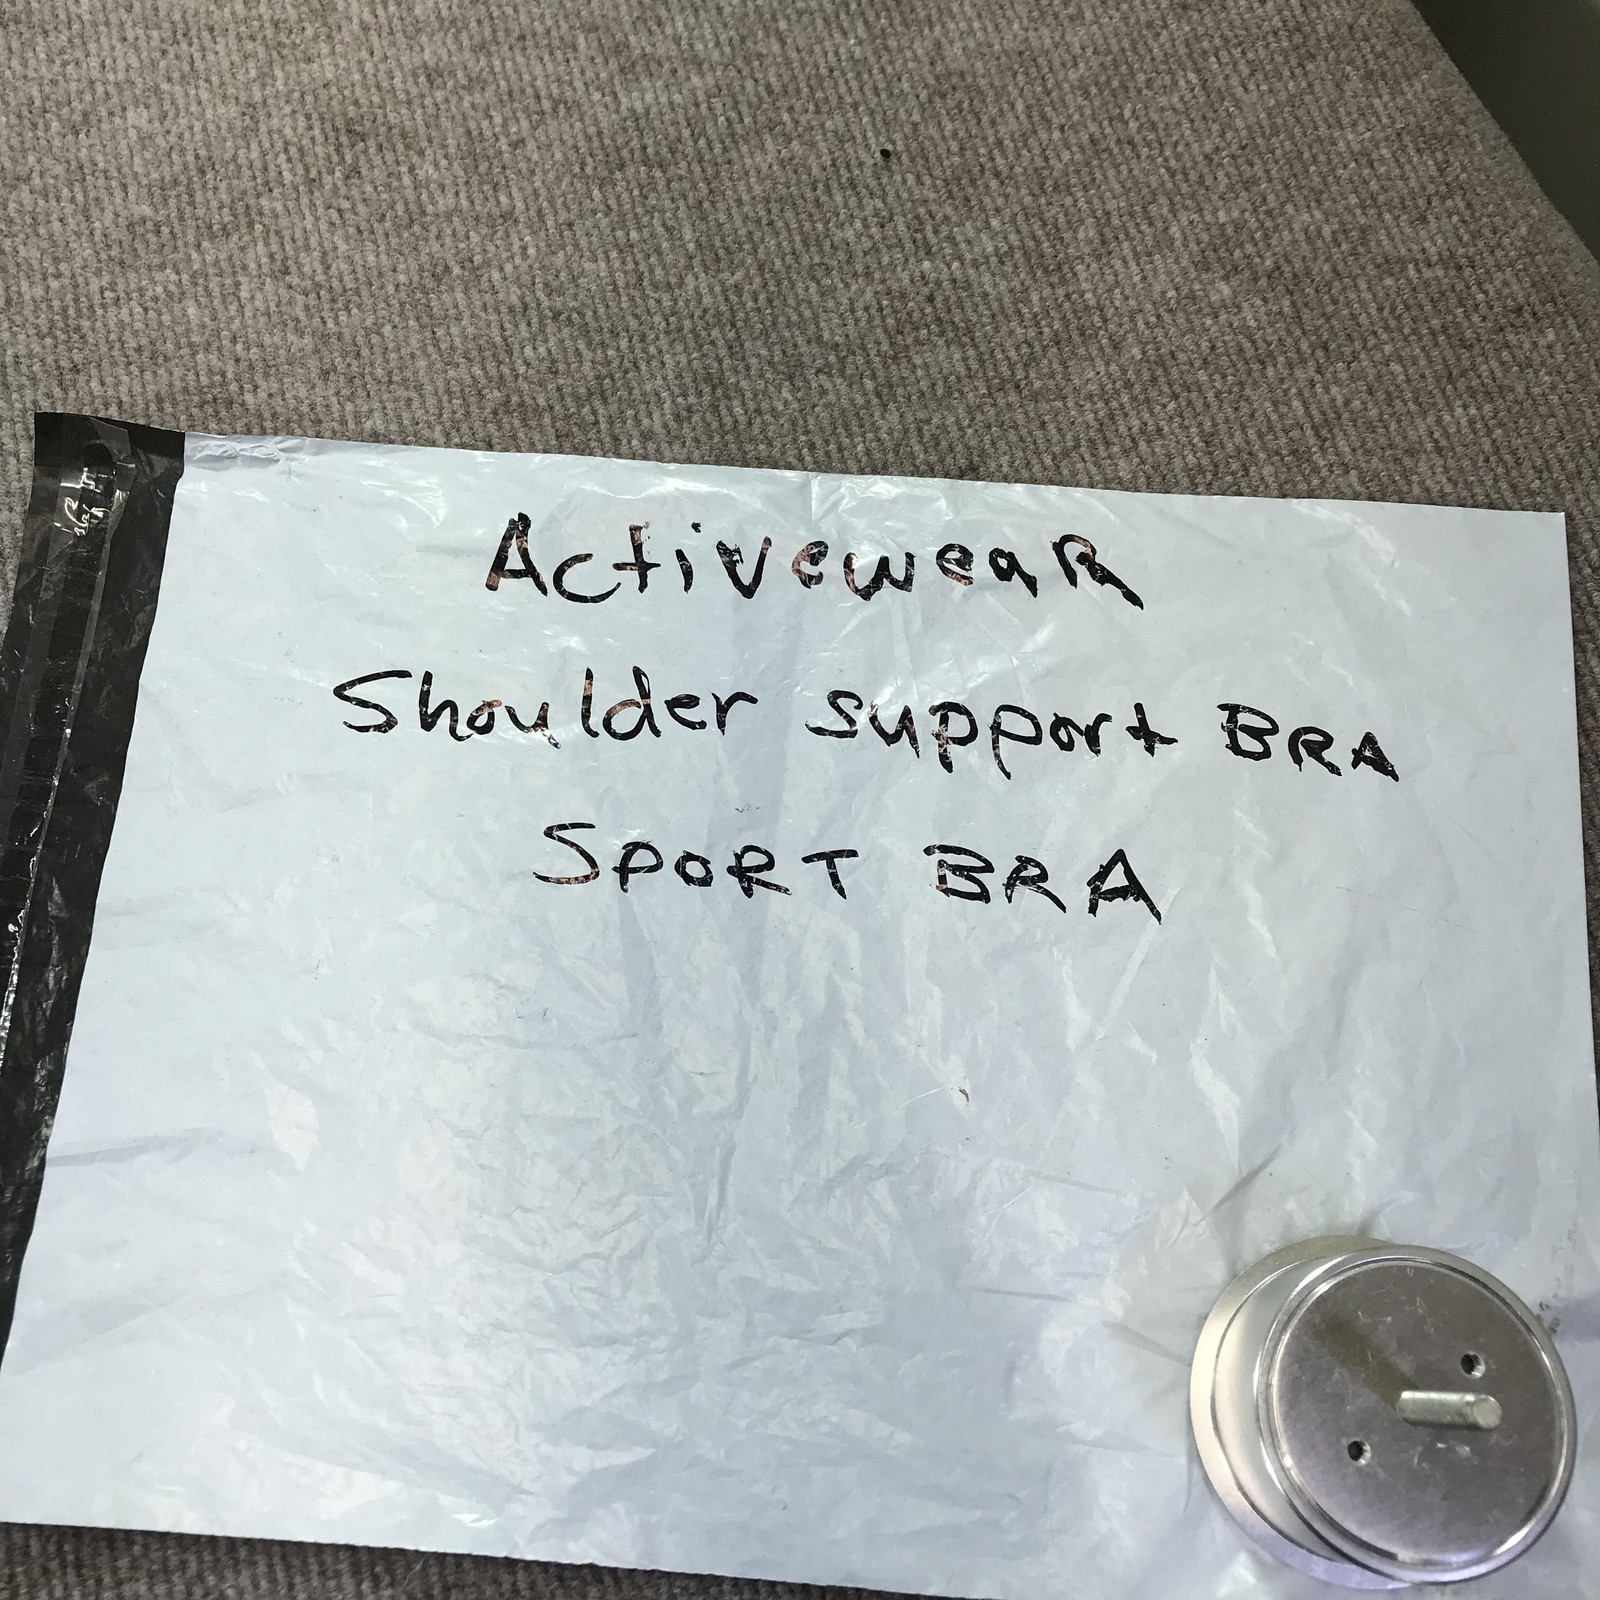 ActiveweaR
Shoulder support BRA
SPORT BRA